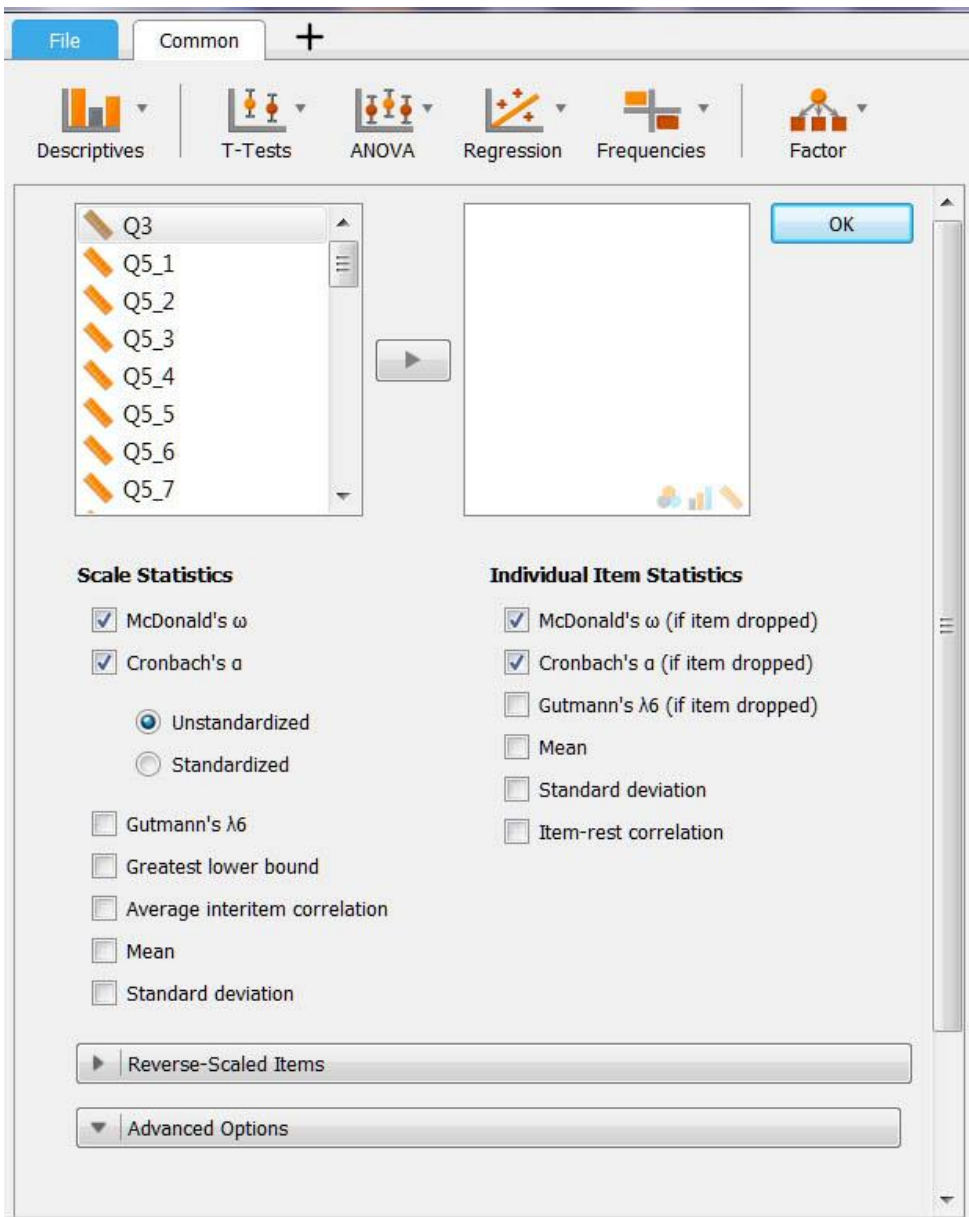 File
Common
+
Descriptives
T-Tests
ANOVA
Regression
Frequencies
Factor
Q3
Q5_1
Q5_2
Q5_3
Q5_4
Q5_5
Q5_6
Q5_7
OK
Scale Statistics
McDonald's ω
Cronbach's α
Unstandardized
Standardized
Gutmann's λ6
Greatest lower bound
Average interitem correlation
Mean
Standard deviation
Individual Item Statistics
McDonald's ω (if item dropped)
Cronbach's α (if item dropped)
Gutmann's λ6 (if item dropped)
Mean
Standard deviation
Item-rest correlation
Reverse-Scaled Items
Advanced Options